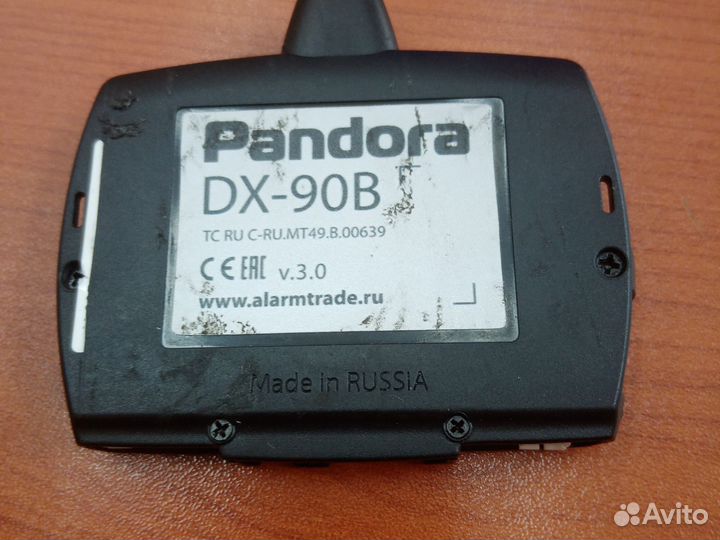 Pandora
DX-90B
TC RU C-RU.MT49.B.00639
CE EAC v.3.0
www.alarmtrade.ru
Made in RUSSIA
Avito